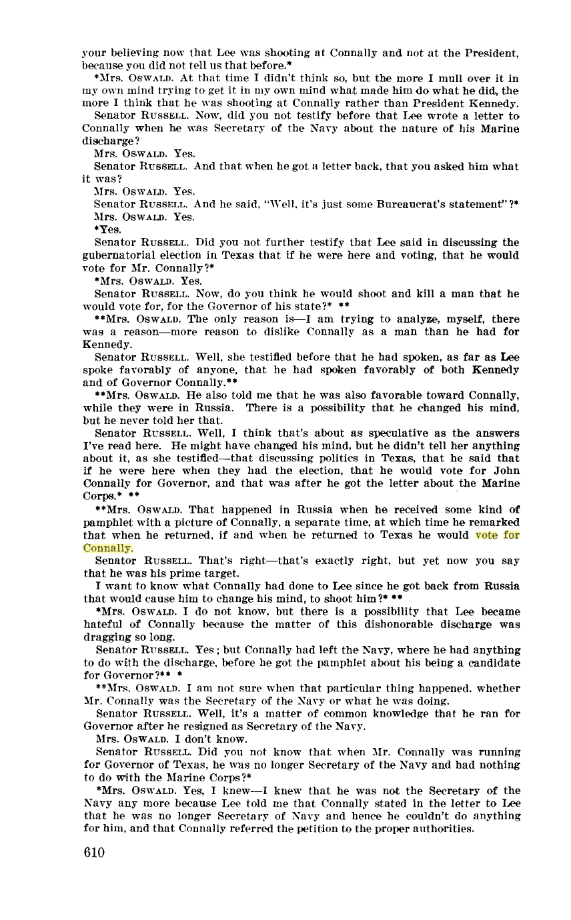 your believing now that Lee was shooting at Connally and not at the President,
because you did not tell us that before.*
*Mrs. OSWALD. At that time I didn't think so, but the more I mull over it in
my own mind trying to get it in my own mind what made him do what he did, the
more I think that he was shooting at Connally rather than President Kennedy.
Senator RUSSELL. Now, did you not testify before that Lee wrote a letter to
Connally when he was Secretary of the Navy about the nature of his Marine
discharge?
Mrs. OSWALD. Yes.
Senator RUSSELL. And that when he got a letter back, that you asked him what
it was?
Mrs. OSWALD. Yes.
Senator RUSSELL. And he said, "Well, it's just some Bureaucrat's statement"?*
Mrs. OSWALD. Yes.
*Yes.
Senator RUSSELL. Did you not further testify that Lee said in discussing the
gubernatorial election in Texas that if he were here and voting, that he would
vote for Mr. Connally?*
*Mrs. OSWALD. Yes.
Senator RUSSELL. Now, do you think he would shoot and kill a man that he
would vote for, for the Governor of his state?* **
**Mrs. OSWALD. The only reason is—I am trying to analyze, myself, there
was a reason—more reason to dislike Connally as a man than he had for
Kennedy.
Senator RUSSELL. Well, she testified before that he had spoken, as far as Lee
spoke favorably of anyone, that he had spoken favorably of both Kennedy
and of Governor Connally.**
**Mrs. OSWALD. He also told me that he was also favorable toward Connally,
while they were in Russia. There is a possibility that he changed his mind,
but he never told her that.
Senator RUSSELL. Well, I think that's about as speculative as the answers
I've read here. He might have changed his mind, but he didn't tell her anything
about it, as she testified—that discussing politics in Texas, that he said that
if he were here when they had the election, that he would vote for John
Connally for Governor, and that was after he got the letter about the Marine
Corps.* **
**Mrs. OSWALD. That happened in Russia when he received some kind of
pamphlet with a picture of Connally, a separate time, at which time he remarked
that when he returned, if and when he returned to Texas he would vote for
Connally.
Senator RUSSELL. That's right—that's exactly right, but yet now you say
that he was his prime target.
I want to know what Connally had done to Lee since he got back from Russia
that would cause him to change his mind, to shoot him?* **
*Mrs. OSWALD. I do not know, but there is a possibility that Lee became
hateful of Connally because the matter of this dishonorable discharge was
dragging so long.
Senator RUSSELL. Yes; but Connally had left the Navy, where he had anything
to do with the discharge, before he got the pamphlet about his being a candidate
for Governor?** *
**Mrs. OSWALD. I am not sure when that particular thing happened, whether
Mr. Connally was the Secretary of the Navy or what he was doing.
Senator RUSSELL. Well, it's a matter of common knowledge that he ran for
Governor after he resigned as Secretary of the Navy.
Mrs. OSWALD. I don't know.
Senator RUSSELL. Did you not know that when Mr. Connally was running
for Governor of Texas, he was no longer Secretary of the Navy and had nothing
to do with the Marine Corps?*
*Mrs. OSWALD. Yes, I knew—I knew that he was not the Secretary of the
Navy any more because Lee told me that Connally stated in the letter to Lee
that he was no longer Secretary of Navy and hence he couldn't do anything
for him, and that Connally referred the petition to the proper authorities.
610